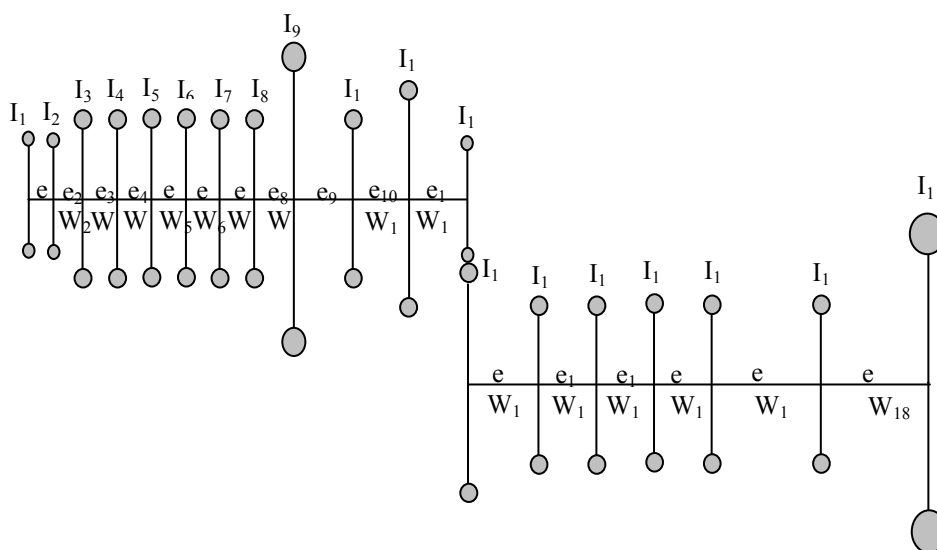 I₉
I₁
I₃ I₄ I₅ I₆ I₇ I₈ I₁
I₁ I₂ I₁
e e₂ e₃ e₄ e e e e₈ e₉ e₁₀ e₁
W₂ W W W₅ W₆ W W W₁ W₁
I₁
I₁ I₁ I₁ I₁ I₁ I₁
e e₁ e₁ e e e
W₁ W₁ W₁ W₁ W₁ W₁₈